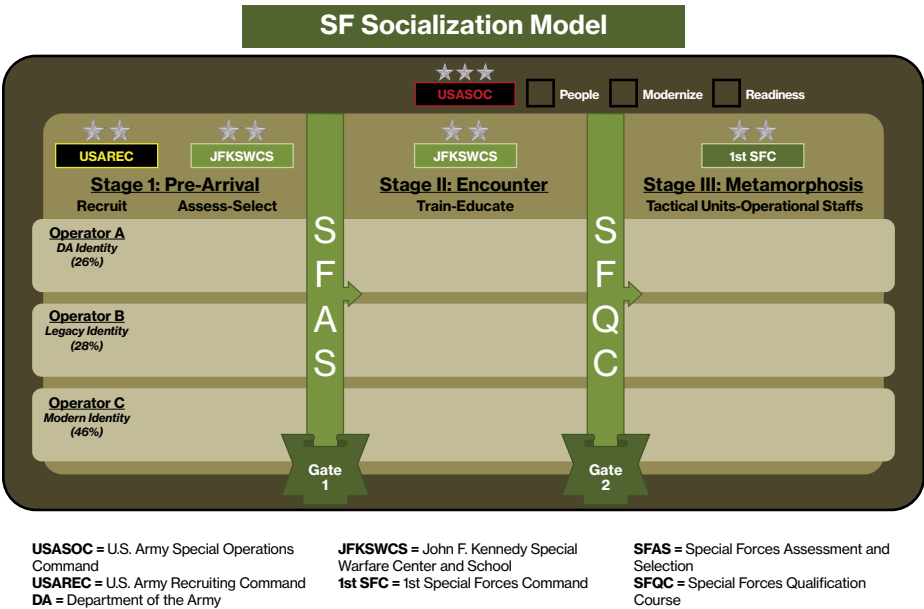 SF Socialization Model
USASOC
People Modernize Readiness
USAREC JFKSWCS JFKSWCS 1st SFC
Stage 1: Pre-Arrival Stage II: Encounter Stage III: Metamorphosis
Recruit Assess-Select Train-Educate Tactical Units-Operational Staffs
Operator A
DA Identity
(26%)
Operator B
Legacy Identity
(28%)
Operator C
Modern Identity
(46%)
S
F
A
S
Gate
1
S
F
Q
C
Gate
2
USASOC = U.S. Army Special Operations
Command
USAREC = U.S. Army Recruiting Command
DA = Department of the Army
JFKSWCS = John F. Kennedy Special
Warfare Center and School
1st SFC = 1st Special Forces Command
SFAS = Special Forces Assessment and
Selection
SFQC = Special Forces Qualification
Course